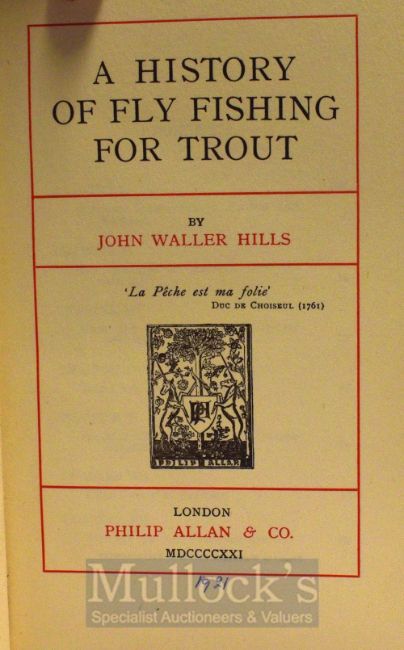 A HISTORY
OF FLY FISHING
FOR TROUT
BY
JOHN WALLER HILLS
'La Pêche est ma folie'
DUC DE CHOISEUL (1761)
PA
PHILIP ALLAN
LONDON
PHILIP ALLAN & CO.
MDCCCCXXI
1921
Mullock's
Specialist Auctioneers & Valuers